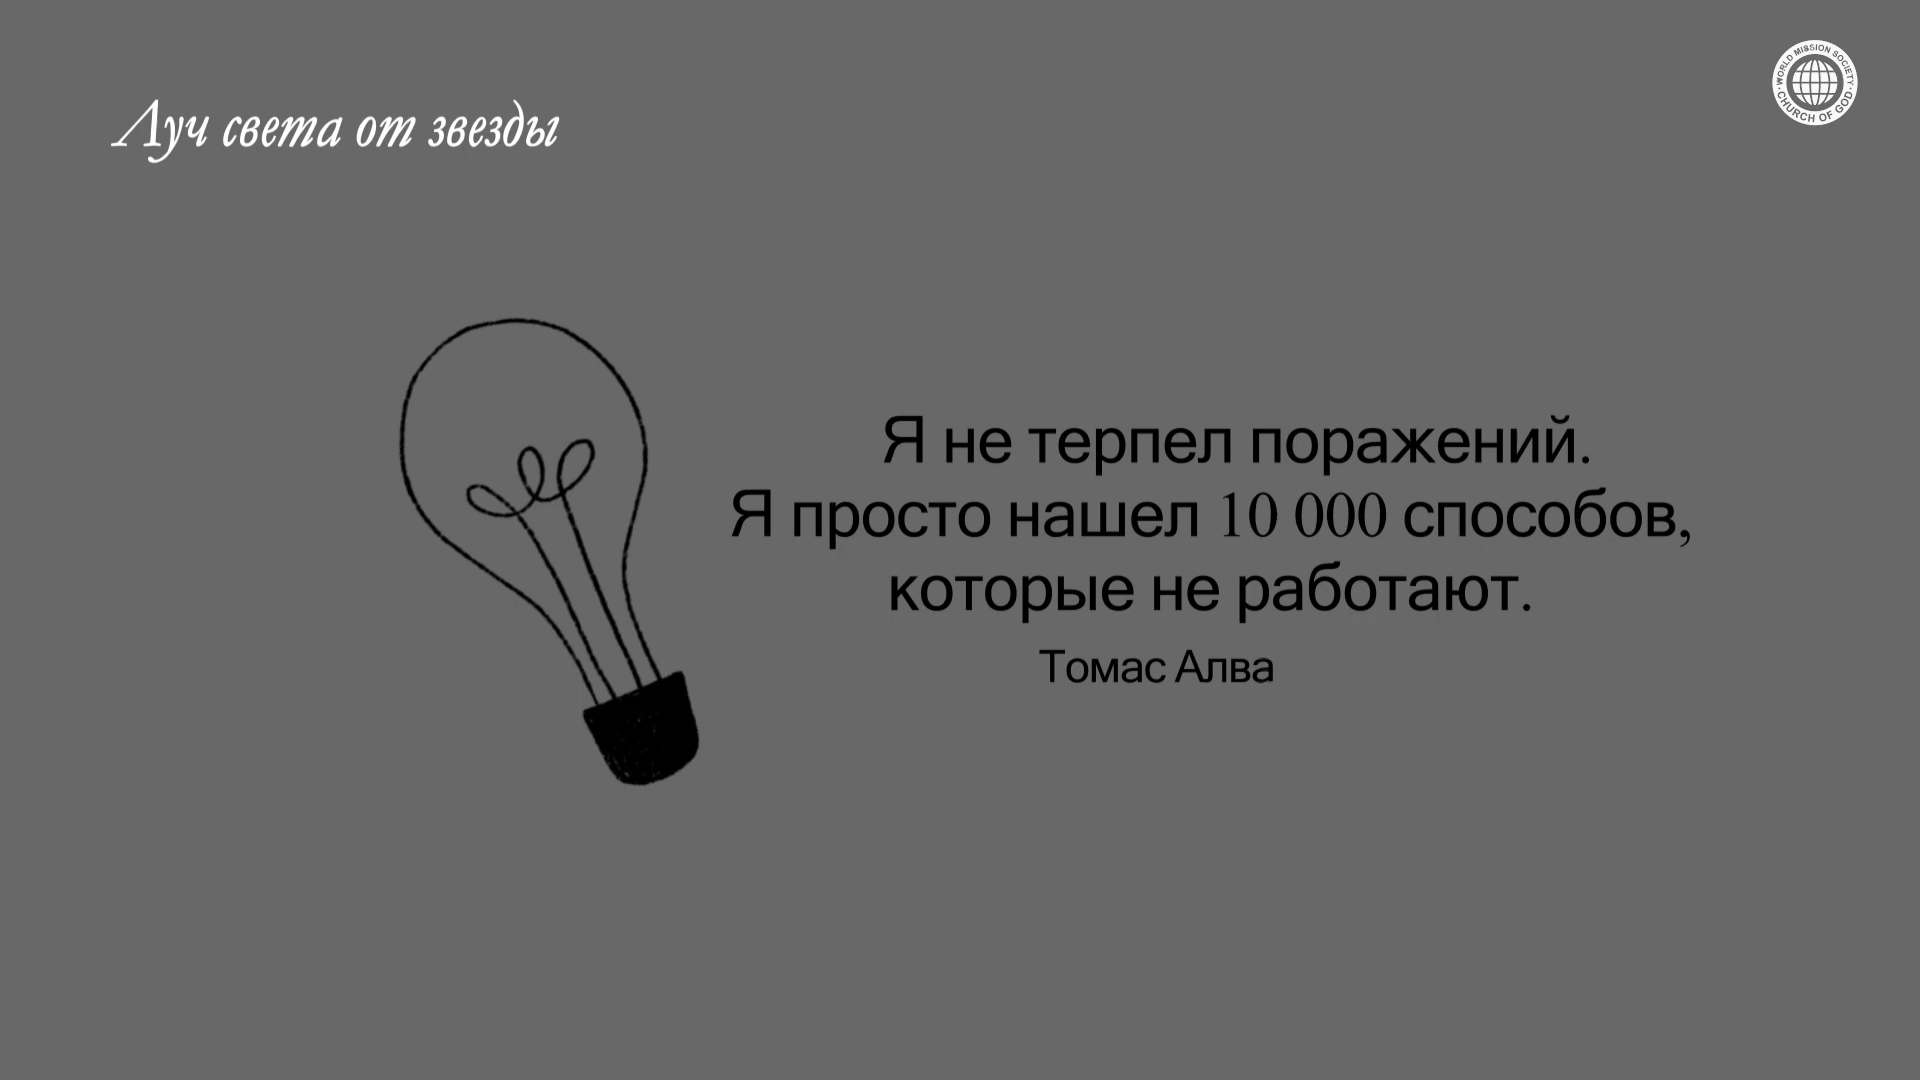 Луч света от звезды
WORLD MISSION SOCIETY
CHURCH OF GOD
Я не терпел поражений.
Я просто нашел 10 000 способов,
которые не работают.
Томас Алва